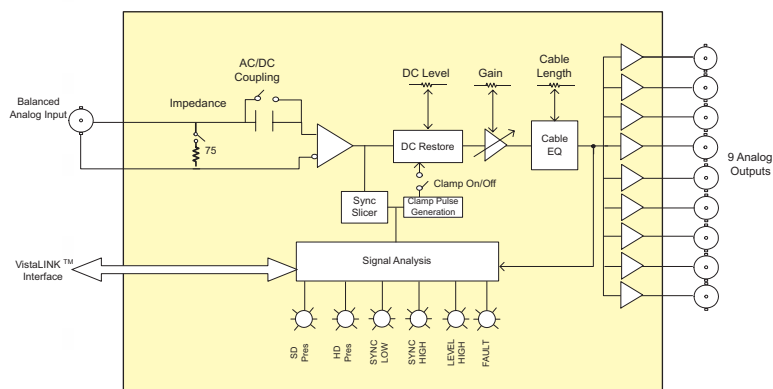 AC/DC
Coupling
DC Level
Gain
Cable
Length
Balanced
Analog Input
Impedance
75
DC Restore
Cable
EQ
9 Analog
Outputs
Clamp On/Off
Sync
Slicer
Clamp Pulse
Generation
VistaLINK ™
Interface
Signal Analysis
SD
Pres
HD
Pres
SYNC
LOW
SYNC
HIGH
LEVEL
HIGH
FAULT